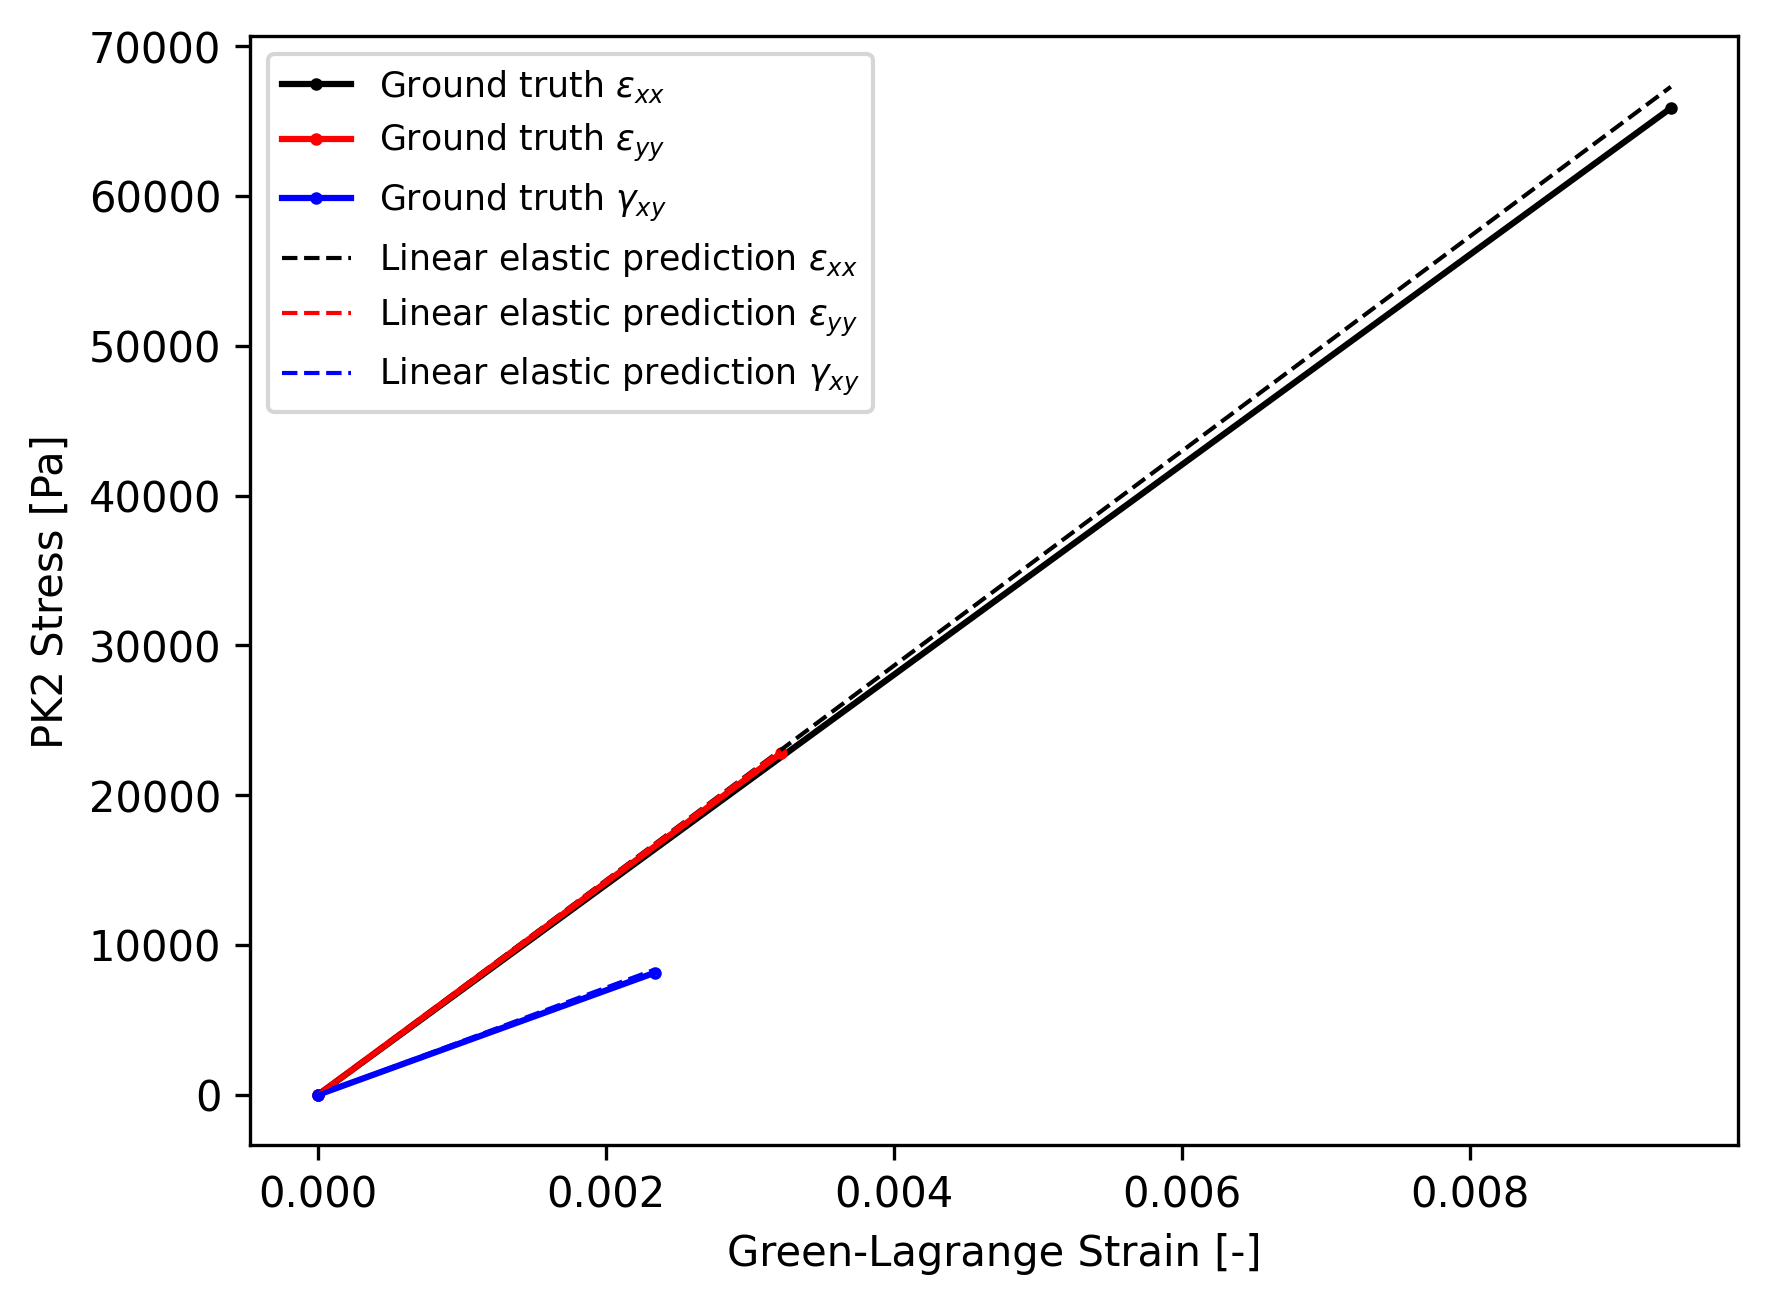 70000
60000
50000
40000
30000
20000
10000
0
PK2 Stress [Pa]
Ground truth εxx
Ground truth εyy
Ground truth γxy
Linear elastic prediction εxx
Linear elastic prediction εyy
Linear elastic prediction γxy
0.000 0.002 0.004 0.006 0.008
Green-Lagrange Strain [-]